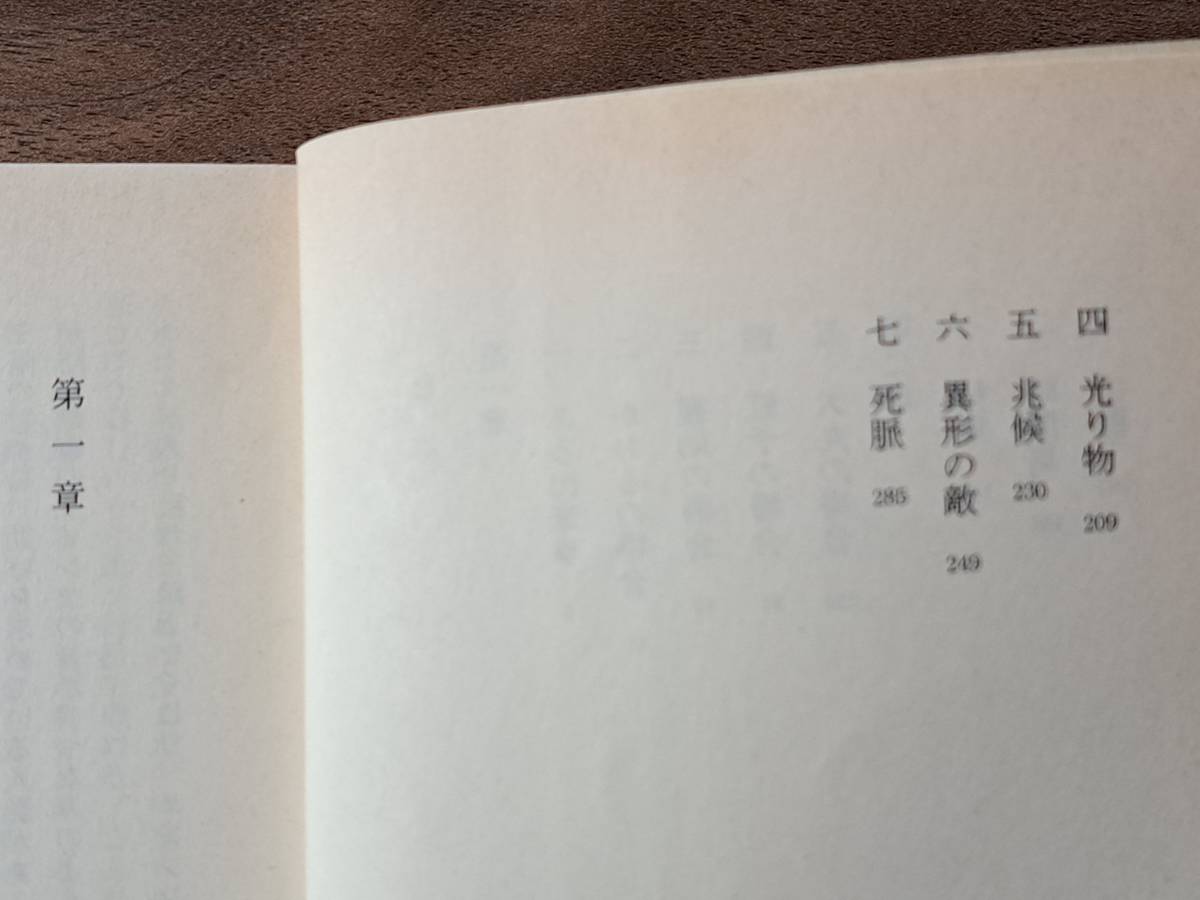 四 光り物 209
五 兆候 230
六 異形の敵 249
七 死脈 285
第一章